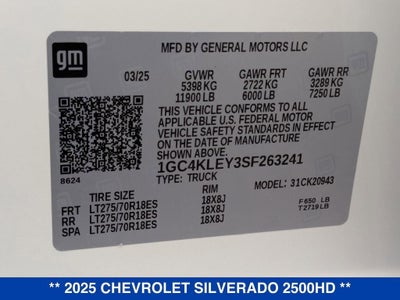 gm
MFD BY GENERAL MOTORS LLC
03/25 GVWR GAWR FRT GAWR RR
5398 KG 2722 KG 3289 KG
11900 LB 6000 LB 7250 LB
THIS VEHICLE CONFORMS TO ALL
APPLICABLE U.S. FEDERAL MOTOR
VEHICLE SAFETY STANDARDS IN EFFECT
ON THE DATE OF MANUFACTURE
SHOWN ABOVE.
1GC4KLEY3SF263241
8624 TYPE: TRUCK MODEL: 31CK20943
TIRE SIZE RIM
FRT LT275/70R18ES 18X8J F 650 LB
RR LT275/70R18ES 18X8J T2719 LB
SPA LT275/70R18ES 18X8J
** 2025 CHEVROLET SILVERADO 2500HD **